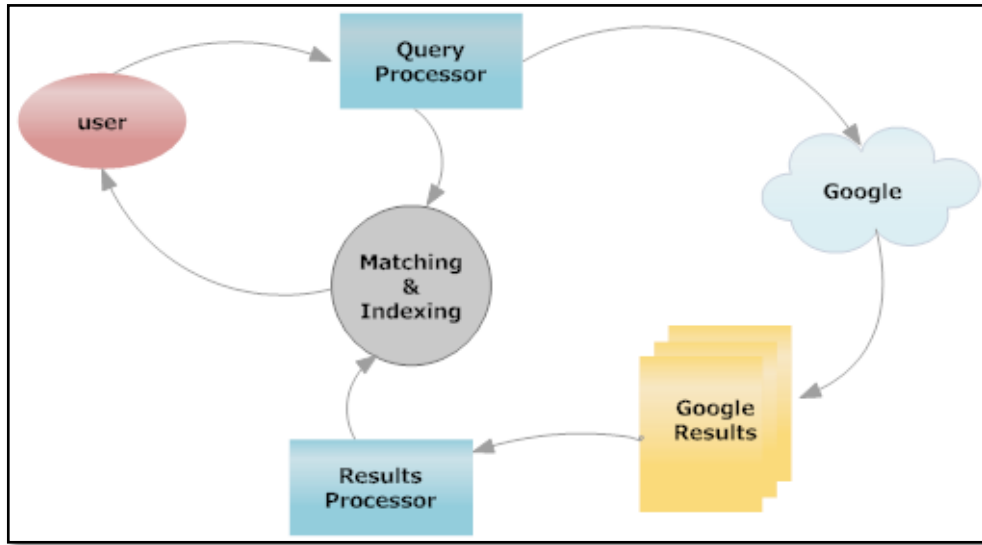 Query
Processor
user
Google
Matching
&
Indexing
Google
Results
Results
Processor